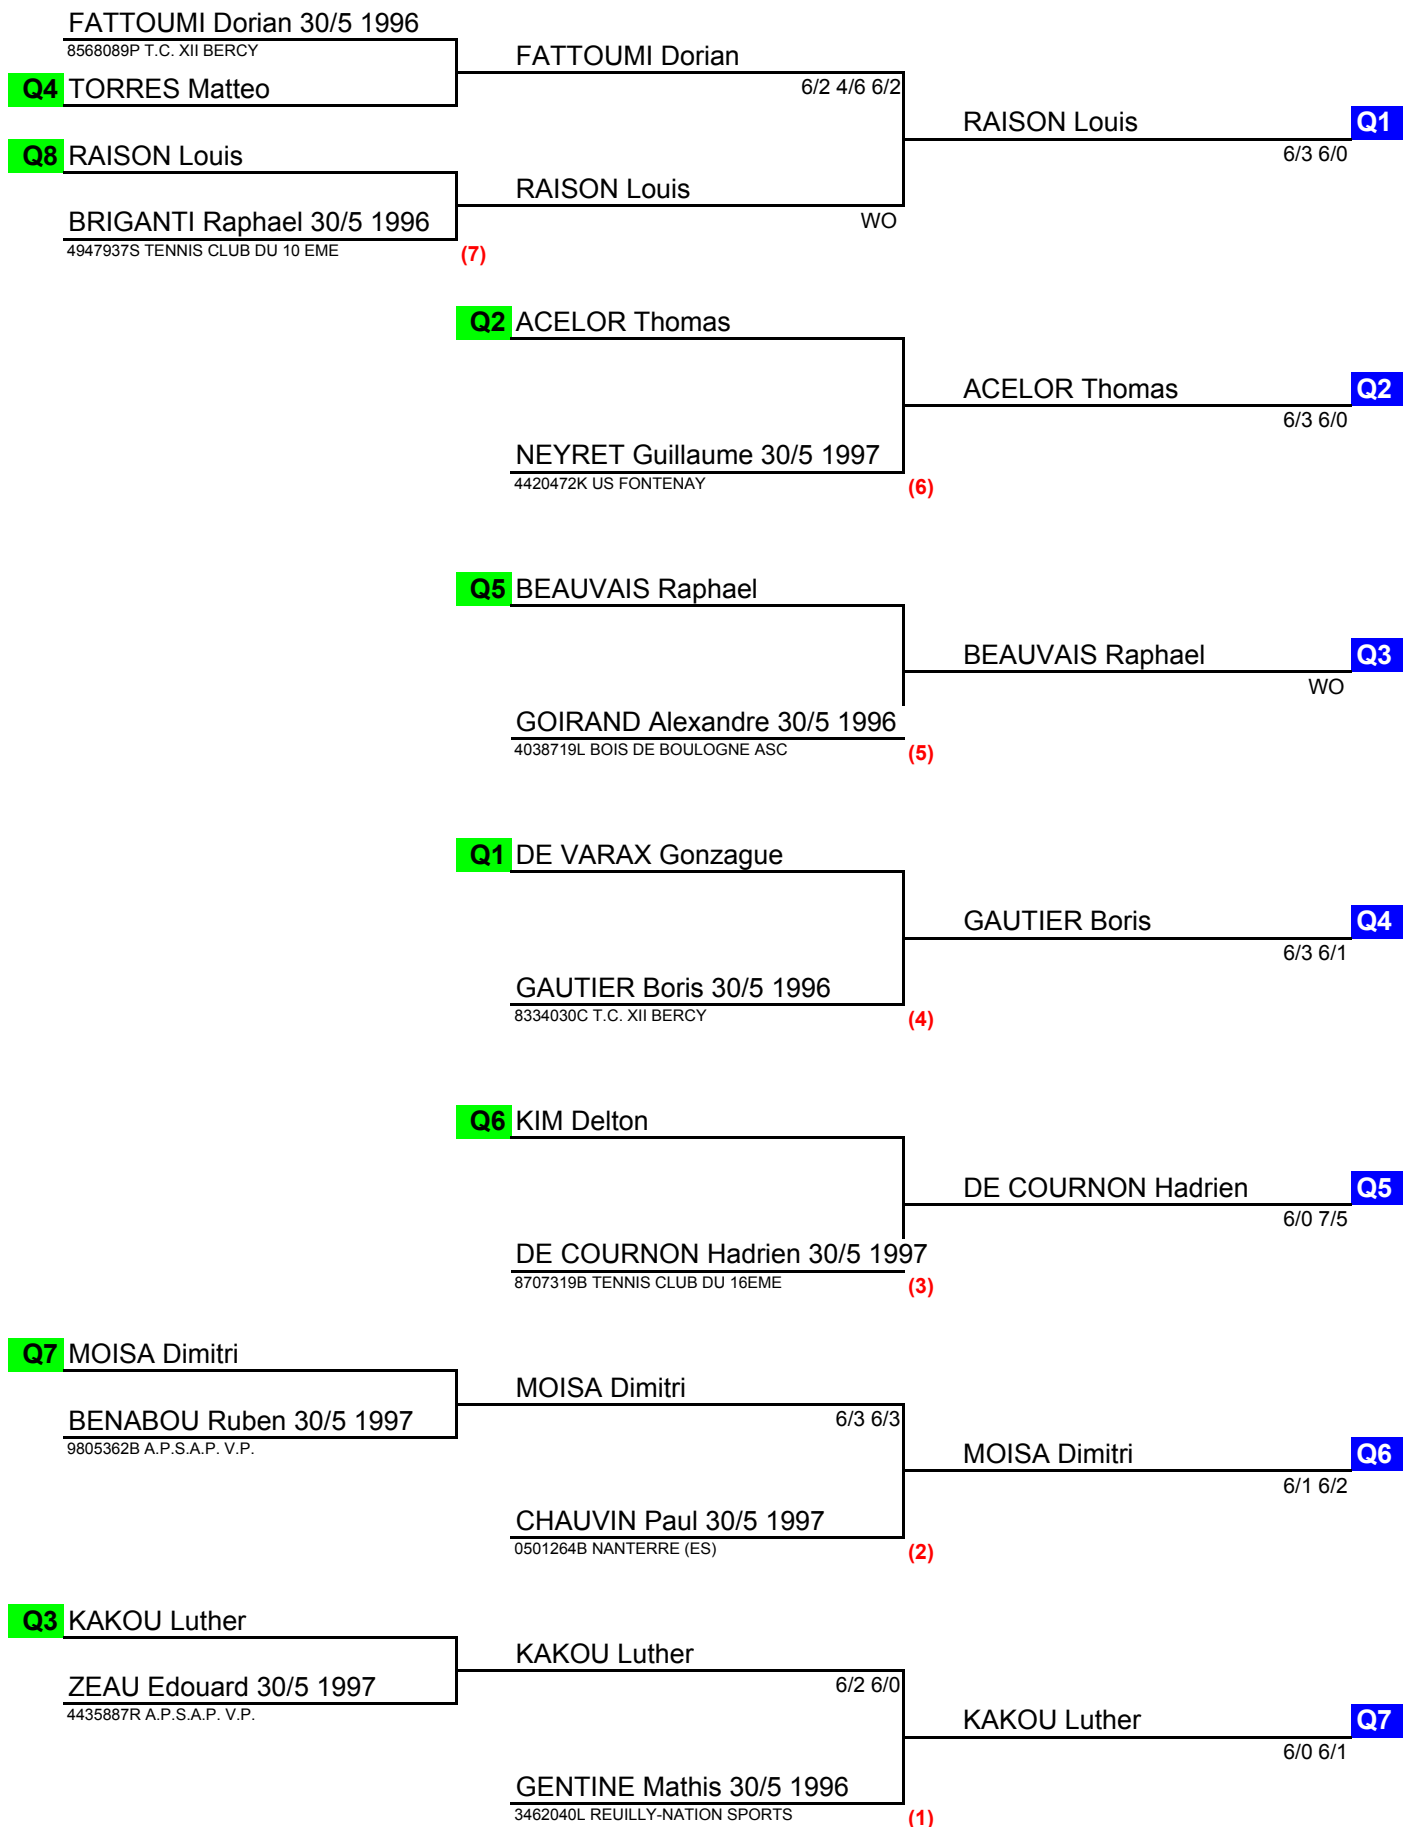 FATTOUMI Dorian 30/5 1996
8568089P T.C. XII BERCY
FATTOUMI Dorian
Q4 TORRES Matteo
6/2 4/6 6/2
RAISON Louis Q1
6/3 6/0
Q8 RAISON Louis
RAISON Louis
WO
BRIGANTI Raphael 30/5 1996
4947937S TENNIS CLUB DU 10 EME
(7)
Q2 ACELOR Thomas
ACELOR Thomas Q2
6/3 6/0
NEYRET Guillaume 30/5 1997
4420472K US FONTENAY
(6)
Q5 BEAUVAIS Raphael
BEAUVAIS Raphael Q3
WO
GOIRAND Alexandre 30/5 1996
4038719L BOIS DE BOULOGNE ASC
(5)
Q1 DE VARAX Gonzague
GAUTIER Boris Q4
6/3 6/1
GAUTIER Boris 30/5 1996
8334030C T.C. XII BERCY
(4)
Q6 KIM Delton
DE COURNON Hadrien Q5
6/0 7/5
DE COURNON Hadrien 30/5 1997
8707319B TENNIS CLUB DU 16EME
(3)
Q7 MOISA Dimitri
MOISA Dimitri
6/3 6/3
BENABOU Ruben 30/5 1997
9805362B A.P.S.A.P. V.P.
MOISA Dimitri Q6
6/1 6/2
CHAUVIN Paul 30/5 1997
0501264B NANTERRE (ES)
(2)
Q3 KAKOU Luther
KAKOU Luther
6/2 6/0
ZEAU Edouard 30/5 1997
4435887R A.P.S.A.P. V.P.
KAKOU Luther Q7
6/0 6/1
GENTINE Mathis 30/5 1996
3462040L REUILLY-NATION SPORTS
(1)